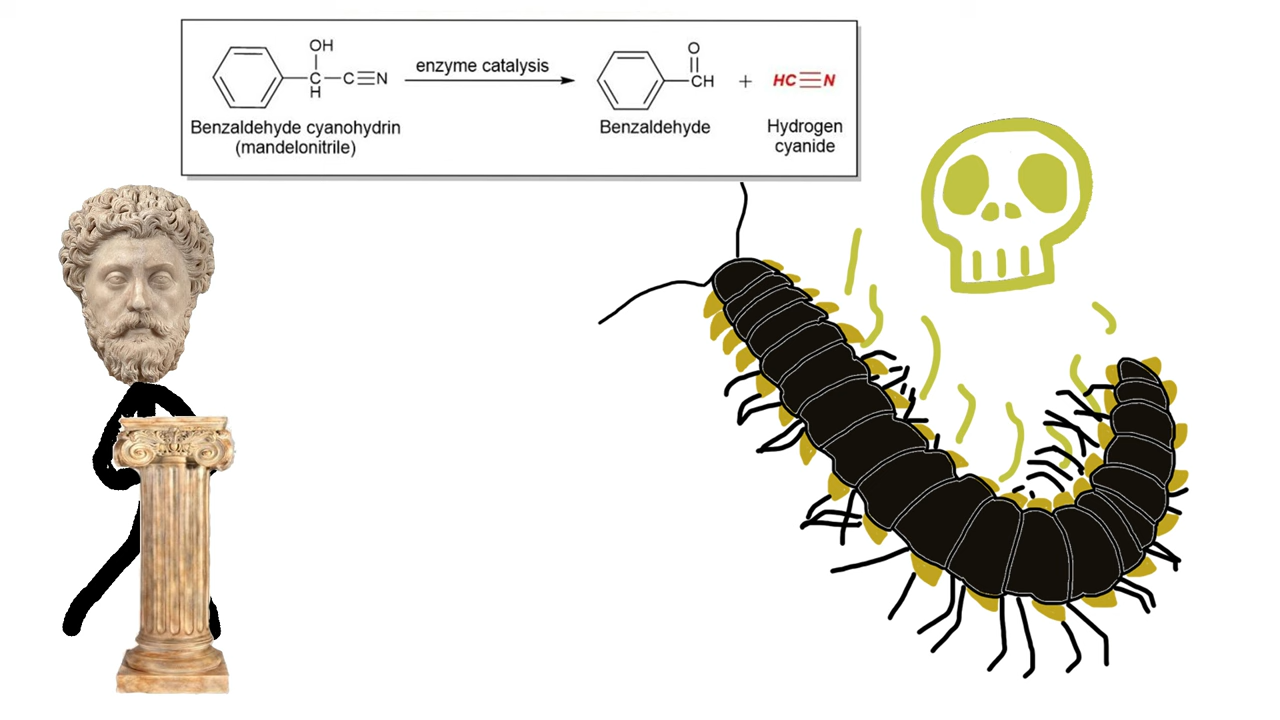 OH
C
H
C≡N
enzyme catalysis
O
CH
+
HC≡N
Benzaldehyde cyanohydrin
(mandelonitrile)
Benzaldehyde
Hydrogen
cyanide